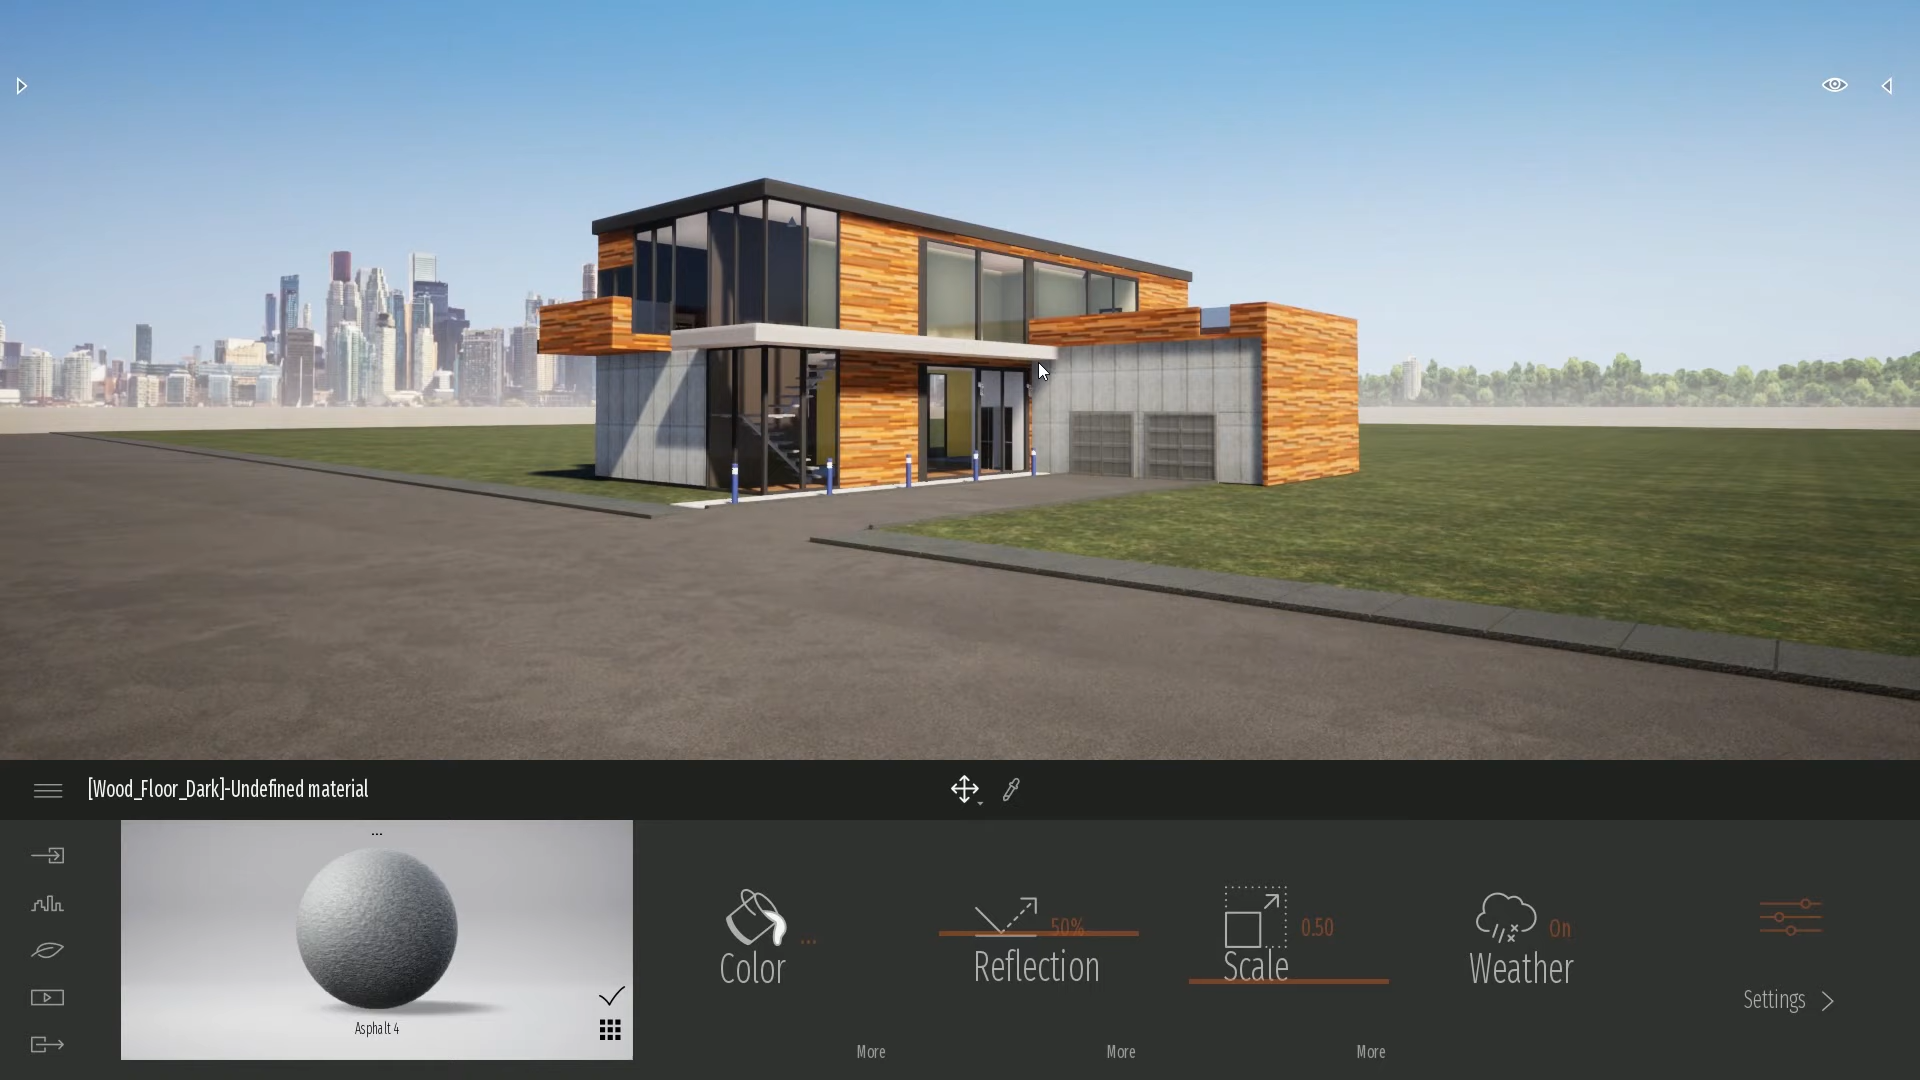 [Wood_Floor_Dark]-Undefined material
...
Asphalt 4
...
Color
50%
Reflection
0.50
Scale
On
Weather
Settings
More
More
More